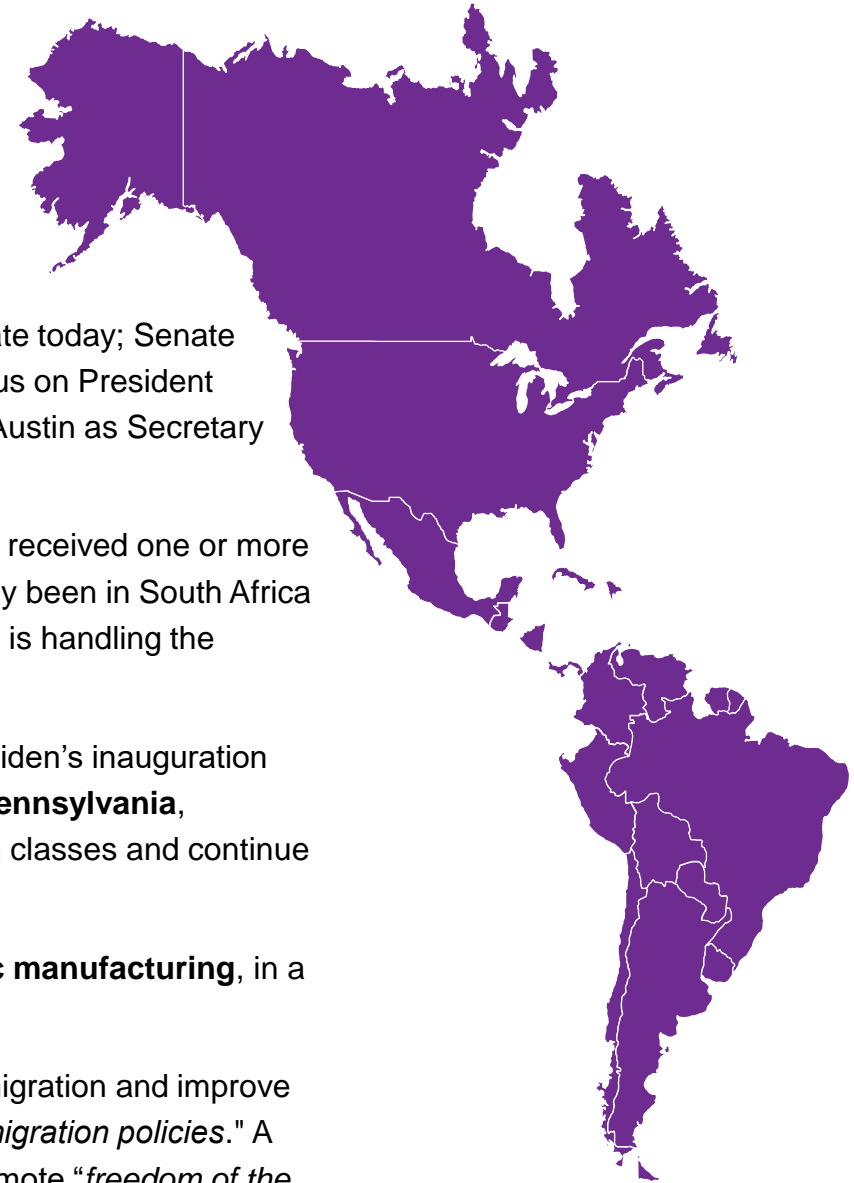 ate today; Senate
us on President
Austin as Secretary
received one or more
y been in South Africa
is handling the
iden’s inauguration
ennsylvania,
classes and continue
c manufacturing, in a
igration and improve
igration policies." A
mote “freedom of the